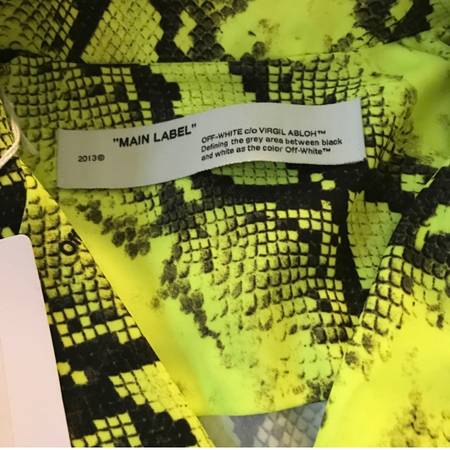 "MAIN LABEL"
2013©
OFF-WHITE c/o VIRGIL ABLOH™
Defining the grey area between black
and white as the color Off-White™